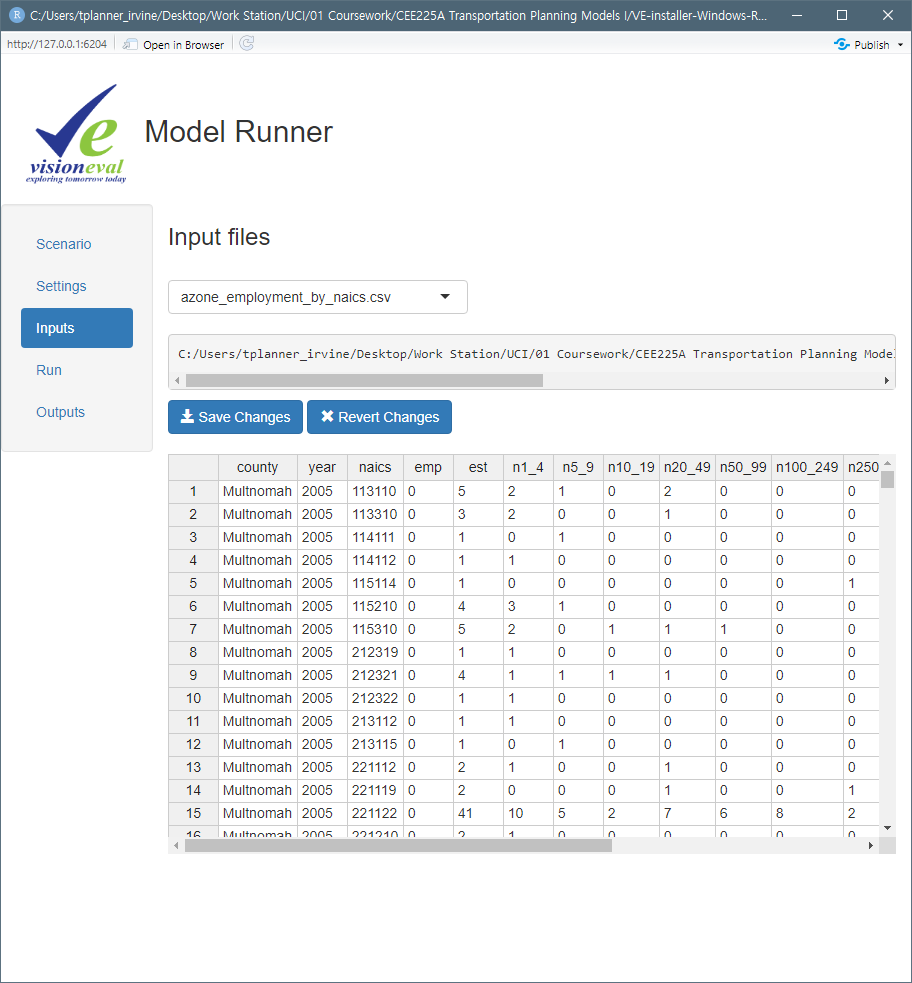 C:/Users/tplanner_irvine/Desktop/Work Station/UCI/01 Coursework/CEE225A Transportation Planning Models I/VE-installer-Windows-R...
http://127.0.0.1:6204 Open in Browser Publish
visioneval
exploring tomorrow today
Model Runner
Scenario
Settings
Inputs
Run
Outputs
Input files
azone_employment_by_naics.csv
C:/Users/tplanner_irvine/Desktop/Work Station/UCI/01 Coursework/CEE225A Transportation Planning Model
Save Changes Revert Changes
county year naics emp est n1_4 n5_9 n10_19 n20_49 n50_99 n100_249 n250
1 Multnomah 2005 113110 0 5 2 1 0 2 0 0 0
2 Multnomah 2005 113310 0 3 2 0 0 1 0 0 0
3 Multnomah 2005 114111 0 1 0 1 0 0 0 0 0
4 Multnomah 2005 114112 0 1 1 0 0 0 0 0 0
5 Multnomah 2005 115114 0 1 0 0 0 0 0 0 1
6 Multnomah 2005 115210 0 4 3 1 0 0 0 0 0
7 Multnomah 2005 115310 0 5 2 0 1 1 1 0 0
8 Multnomah 2005 212319 0 1 1 0 0 0 0 0 0
9 Multnomah 2005 212321 0 4 1 1 1 1 0 0 0
10 Multnomah 2005 212322 0 1 1 0 0 0 0 0 0
11 Multnomah 2005 213112 0 1 1 0 0 0 0 0 0
12 Multnomah 2005 213115 0 1 0 1 0 0 0 0 0
13 Multnomah 2005 221112 0 2 1 0 0 1 0 0 0
14 Multnomah 2005 221119 0 2 0 0 0 1 0 0 1
15 Multnomah 2005 221122 0 41 10 5 2 7 6 8 2
16 Multnomah 2005 221210 0 2 1 0 0 0 0 0 0